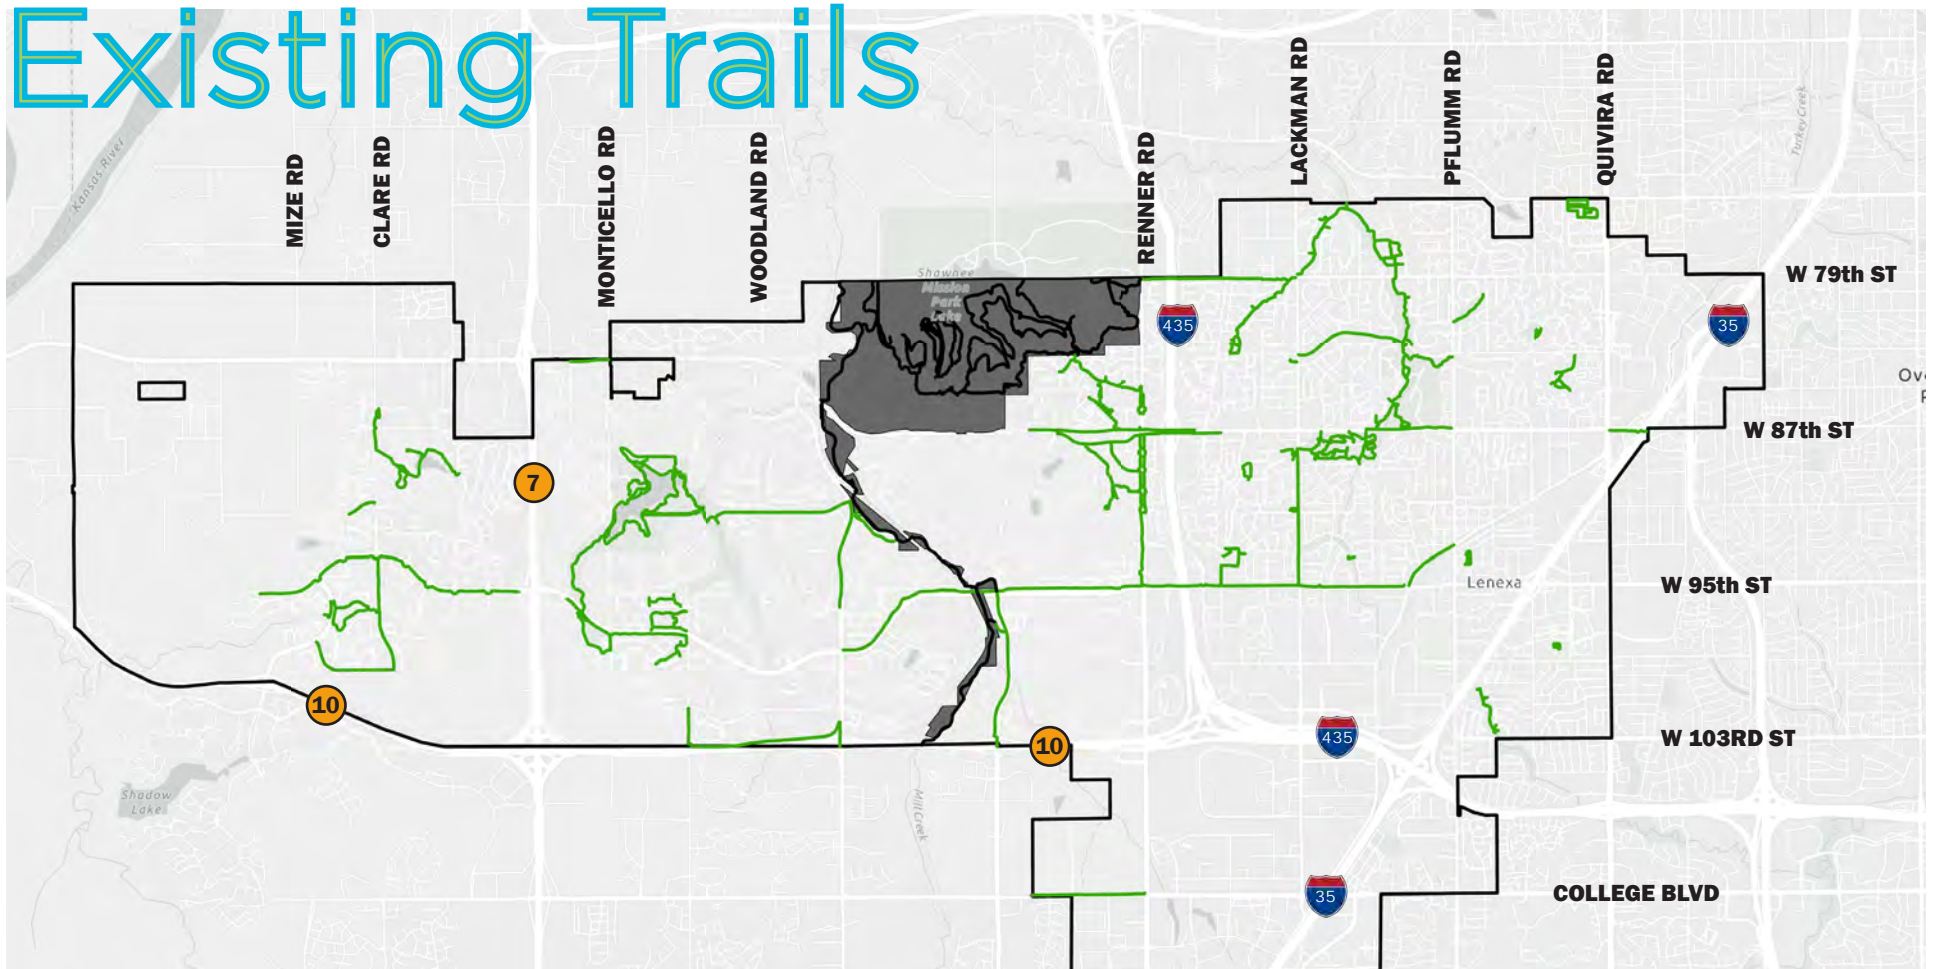 Existing Trails
LACKMAN RD
PFLUMM RD
QUIVIRA RD
Turkey Creek
Kansas River
MIZE RD
CLARE RD
MONTICELLO RD
WOODLAND RD
RENNER RD
Shawnee
Mission
Park
Lake
W 79th ST
435
35
Ov
W 87th ST
7
Lenexa
W 95th ST
10
10
435
W 103RD ST
Shadow
Lake
Mill Creek
35
COLLEGE BLVD